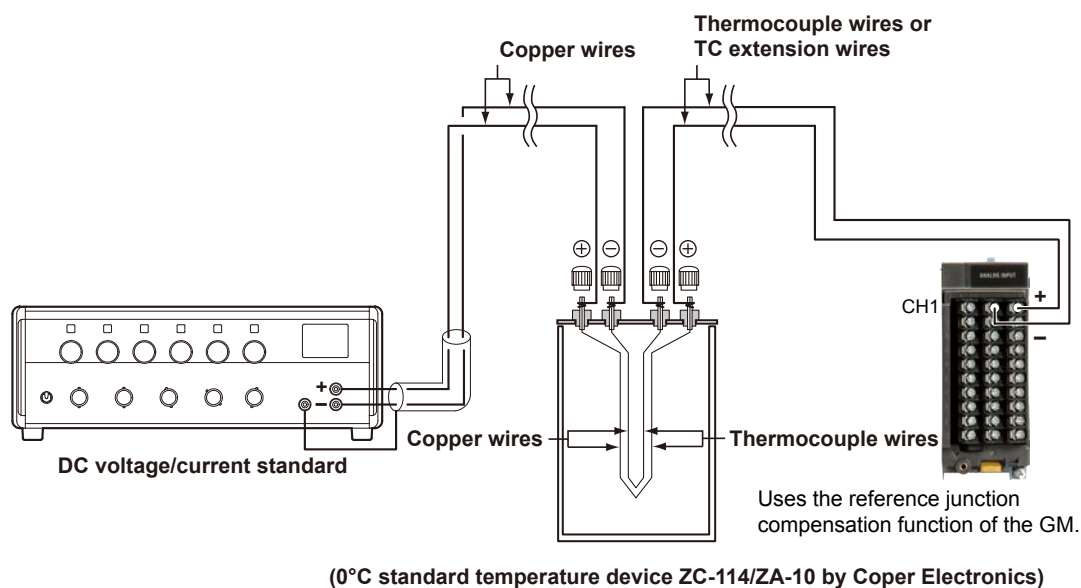 Thermocouple wires or
TC extension wires
Copper wires
⊕ ⊖ ⊖ ⊕
ANALOG INPUT
CH1
+
−
+
−
Copper wires
Thermocouple wires
DC voltage/current standard
Uses the reference junction
compensation function of the GM.
(0°C standard temperature device ZC-114/ZA-10 by Coper Electronics)